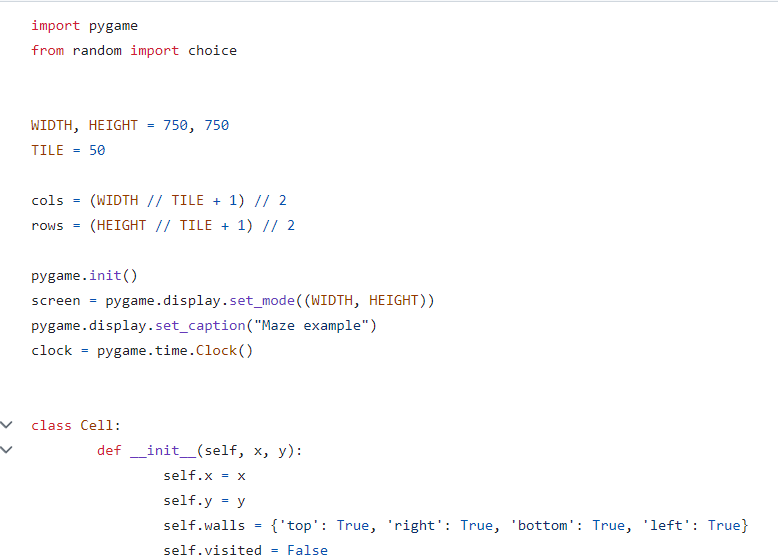 import pygame
from random import choice
WIDTH, HEIGHT = 750, 750
TILE = 50
cols = (WIDTH // TILE + 1) // 2
rows = (HEIGHT // TILE + 1) // 2
pygame.init()
screen = pygame.display.set_mode((WIDTH, HEIGHT))
pygame.display.set_caption("Maze example")
clock = pygame.time.Clock()
class Cell:
def __init__(self, x, y):
self.x = x
self.y = y
self.walls = {'top': True, 'right': True, 'bottom': True, 'left': True}
self.visited = False